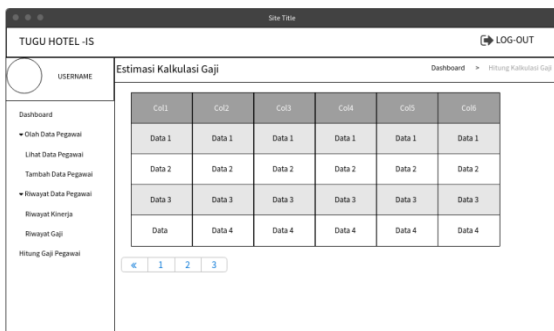 Site Title
TUGU HOTEL -IS
LOG-OUT
USERNAME
Estimasi Kalkulasi Gaji
Dashboard > Hitung Kalkulasi Gaji
Dashboard
Olah Data Pegawai
Lihat Data Pegawai
Tambah Data Pegawai
Riwayat Data Pegawai
Riwayat Kinerja
Riwayat Gaji
Hitung Gaji Pegawai
Col1 Col2 Col3 Col4 Col5 Col6
Data 1 Data 1 Data 1 Data 1 Data 1 Data 1
Data 2 Data 2 Data 2 Data 2 Data 2 Data 2
Data 3 Data 3 Data 3 Data 3 Data 3 Data 3
Data Data 4 Data 4 Data 4 Data 4 Data 4
« 1 2 3